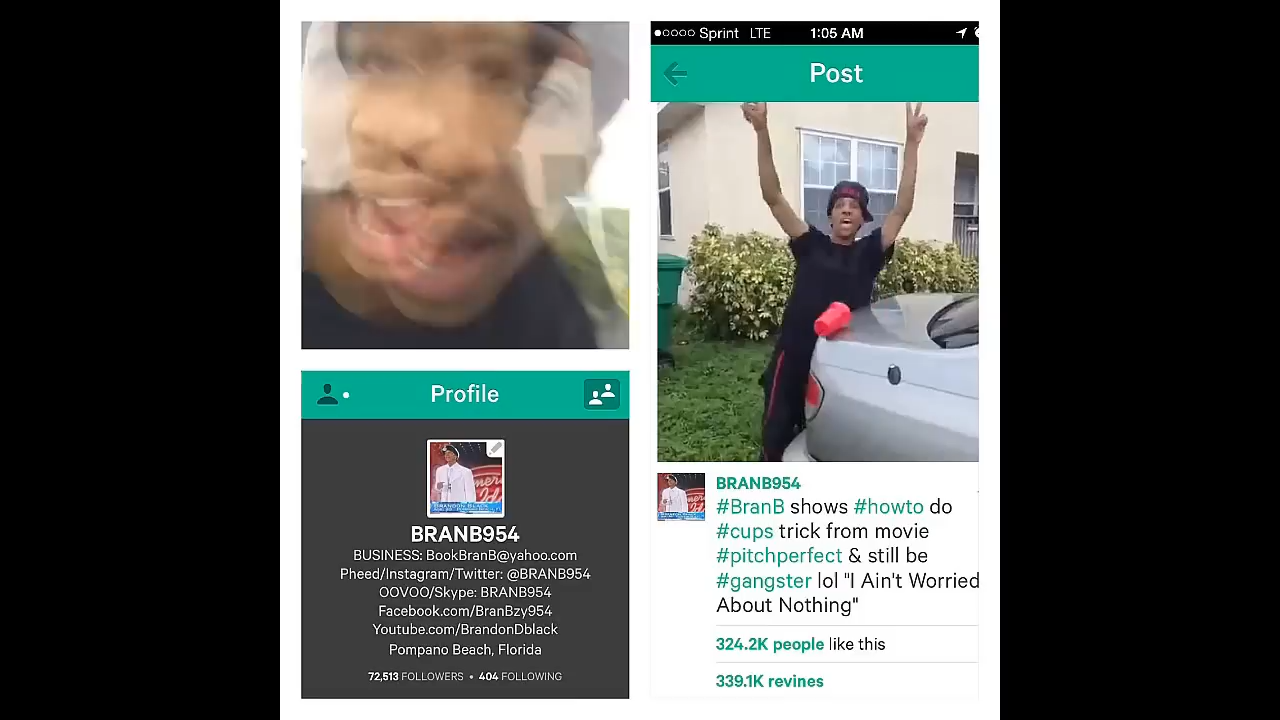 Sprint LTE 1:05 AM
Post
Profile
BRANDON BLACK
BRANB954
BUSINESS: BookBranB@yahoo.com
Pheed/Instagram/Twitter: @BRANB954
OOVOO/Skype: BRANB954
Facebook.com/BranBzy954
Youtube.com/BrandonDblack
Pompano Beach, Florida
72,513 FOLLOWERS • 404 FOLLOWING
BRANB954
#BranB shows #howto do
#cups trick from movie
#pitchperfect & still be
#gangster lol "I Ain't Worried
About Nothing"
324.2K people like this
339.1K revines